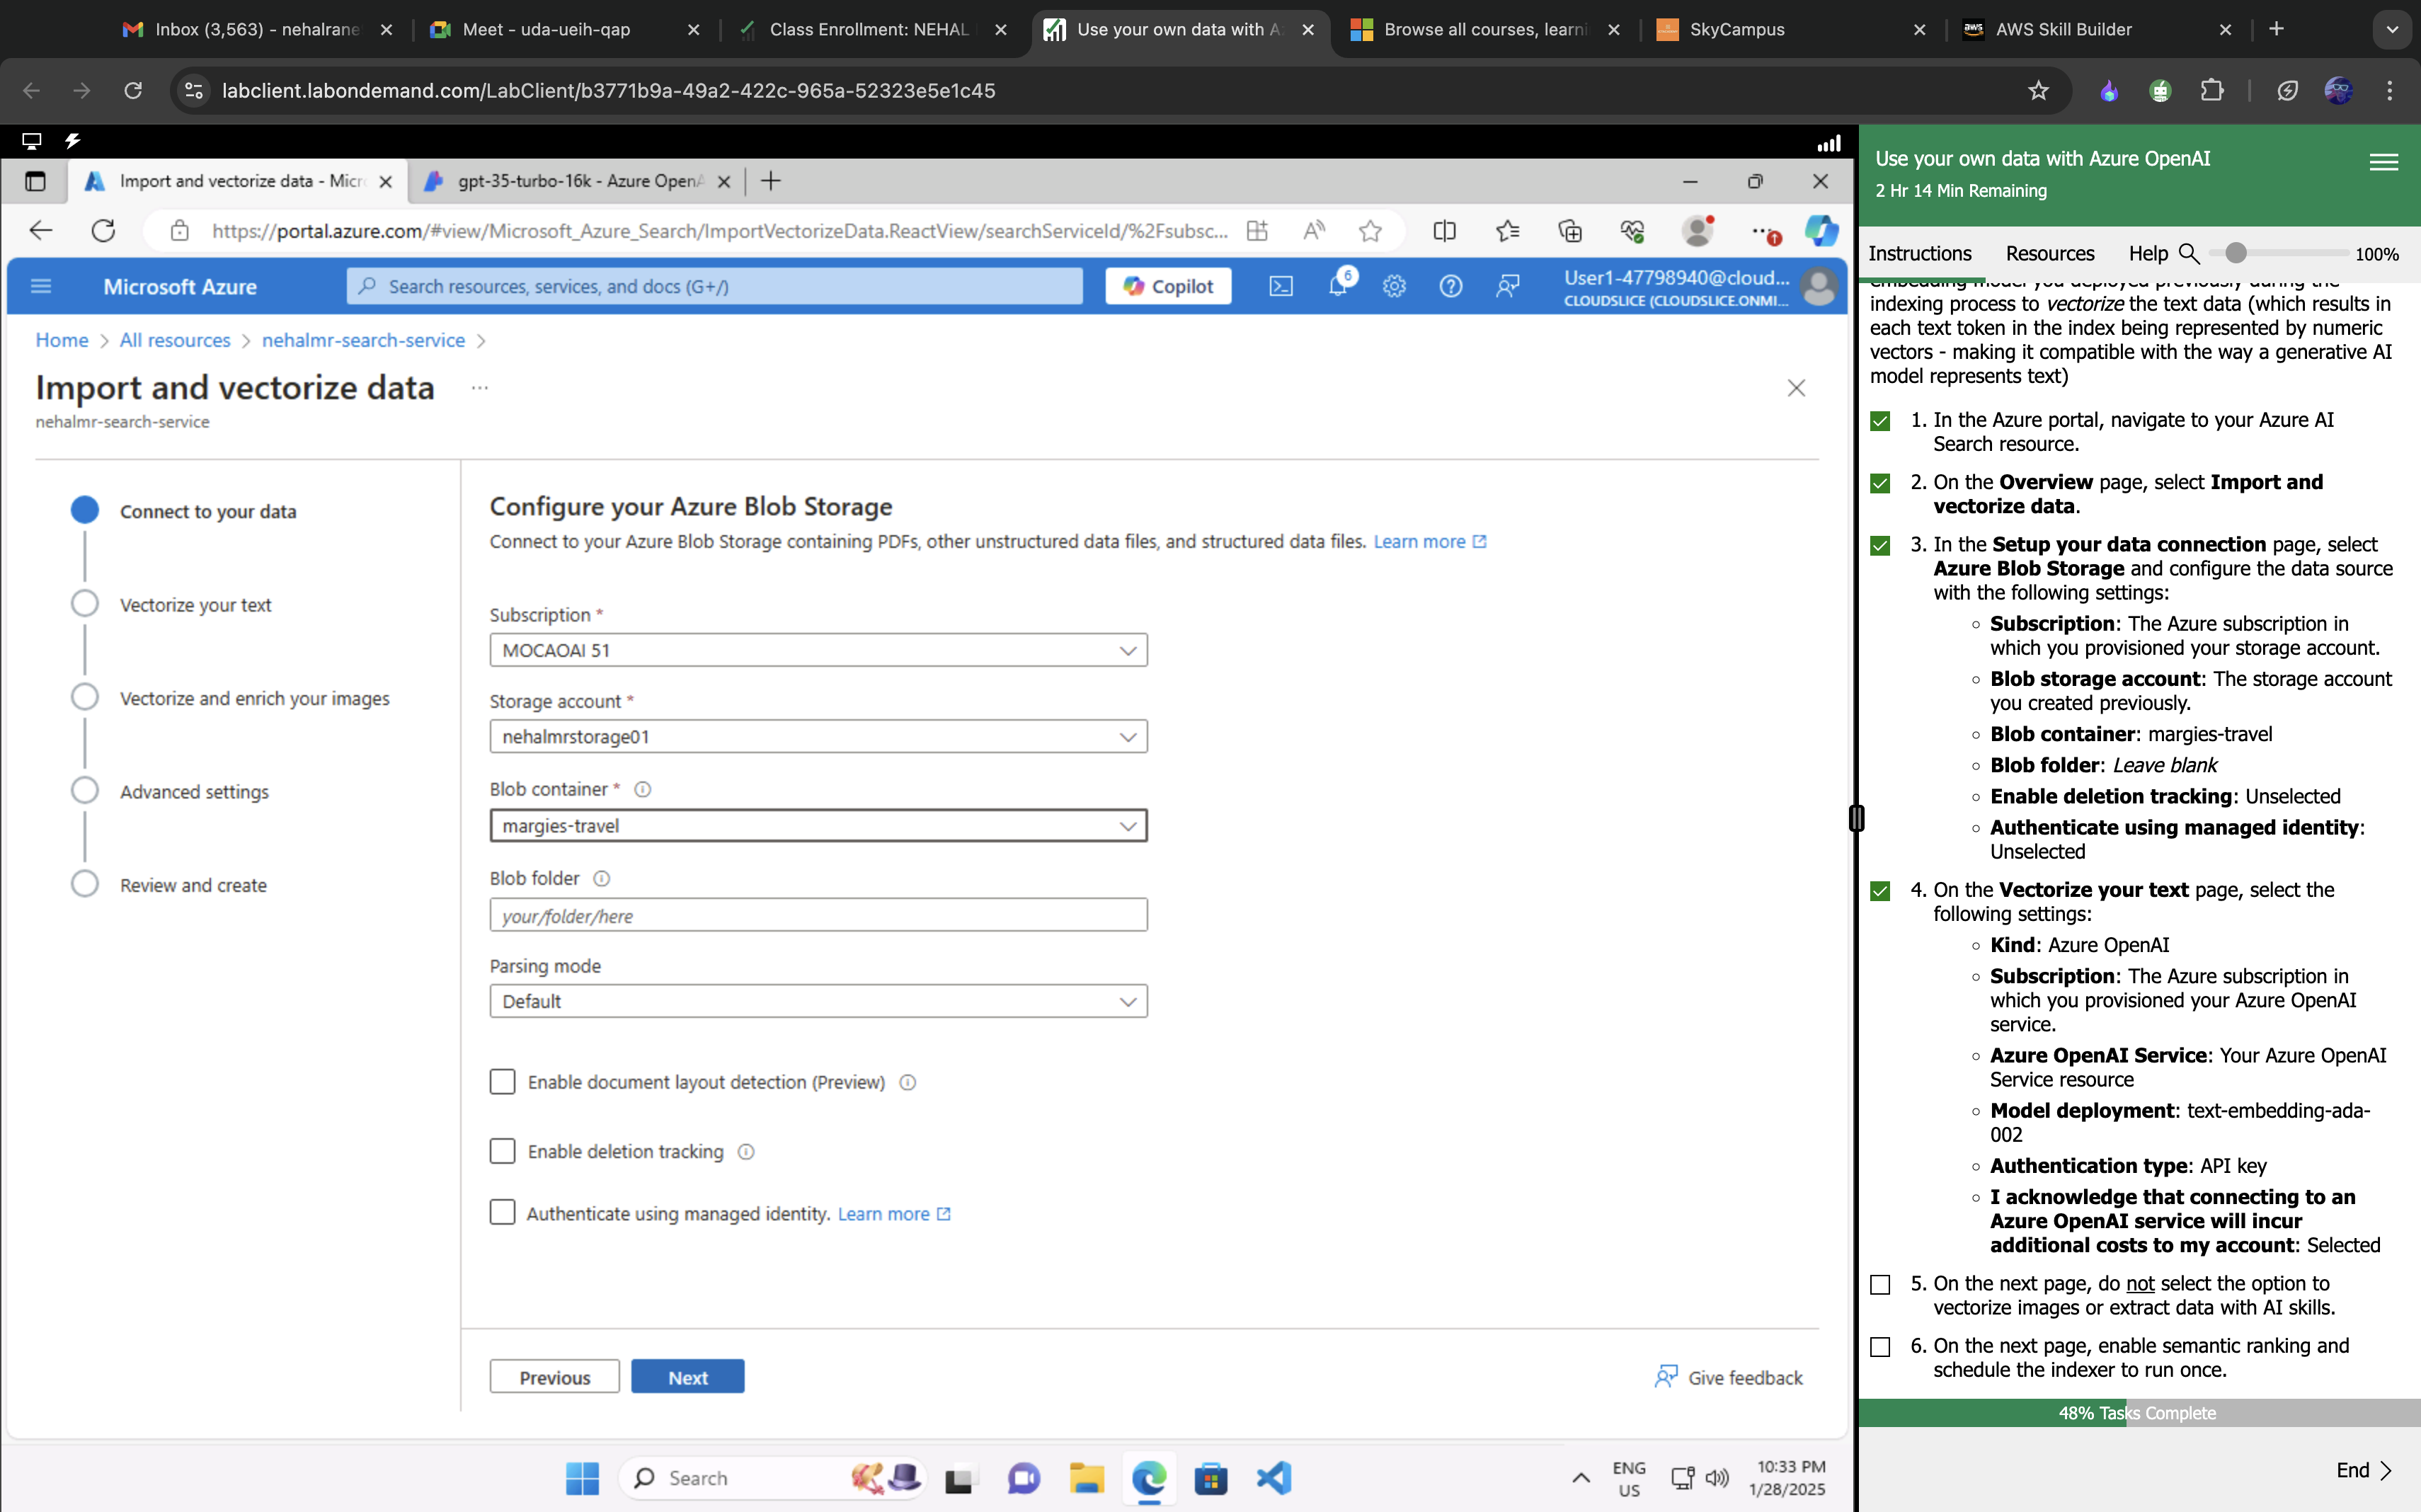 Inbox (3,563) - nehalrane
Meet - uda-ueih-qap
Class Enrollment: NEHAL
Use your own data with A
Browse all courses, learni
SkyCampus
aws
AWS Skill Builder
labclient.labondemand.com/LabClient/b3771b9a-49a2-422c-965a-52323e5e1c45
Import and vectorize data - Micr
gpt-35-turbo-16k - Azure OpenA
https://portal.azure.com/#view/Microsoft_Azure_Search/ImportVectorizeData.ReactView/searchServiceId/%2Fsubsc...
Microsoft Azure
Search resources, services, and docs (G+/)
Copilot
6
User1-47798940@cloud...
CLOUDSLICE (CLOUDSLICE.ONMI...
Home > All resources > nehalmr-search-service >
Import and vectorize data ...
nehalmr-search-service
Connect to your data
Vectorize your text
Vectorize and enrich your images
Advanced settings
Review and create
Configure your Azure Blob Storage
Connect to your Azure Blob Storage containing PDFs, other unstructured data files, and structured data files. Learn more
Subscription *
MOCAOAI 51
Storage account *
nehalmrstorage01
Blob container *
margies-travel
Blob folder
your/folder/here
Parsing mode
Default
Enable document layout detection (Preview)
Enable deletion tracking
Authenticate using managed identity. Learn more
Previous
Next
Give feedback
Search
ENG
US
10:33 PM
1/28/2025
Use your own data with Azure OpenAI
2 Hr 14 Min Remaining
Instructions
Resources
Help
100%
embedding model you deployed previously during the
indexing process to vectorize the text data (which results in
each text token in the index being represented by numeric
vectors - making it compatible with the way a generative AI
model represents text)
1. In the Azure portal, navigate to your Azure AI
Search resource.
2. On the Overview page, select Import and
vectorize data.
3. In the Setup your data connection page, select
Azure Blob Storage and configure the data source
with the following settings:
Subscription: The Azure subscription in
which you provisioned your storage account.
Blob storage account: The storage account
you created previously.
Blob container: margies-travel
Blob folder: Leave blank
Enable deletion tracking: Unselected
Authenticate using managed identity:
Unselected
4. On the Vectorize your text page, select the
following settings:
Kind: Azure OpenAI
Subscription: The Azure subscription in
which you provisioned your Azure OpenAI
service.
Azure OpenAI Service: Your Azure OpenAI
Service resource
Model deployment: text-embedding-ada-
002
Authentication type: API key
I acknowledge that connecting to an
Azure OpenAI service will incur
additional costs to my account: Selected
5. On the next page, do not select the option to
vectorize images or extract data with AI skills.
6. On the next page, enable semantic ranking and
schedule the indexer to run once.
48% Tasks Complete
End >